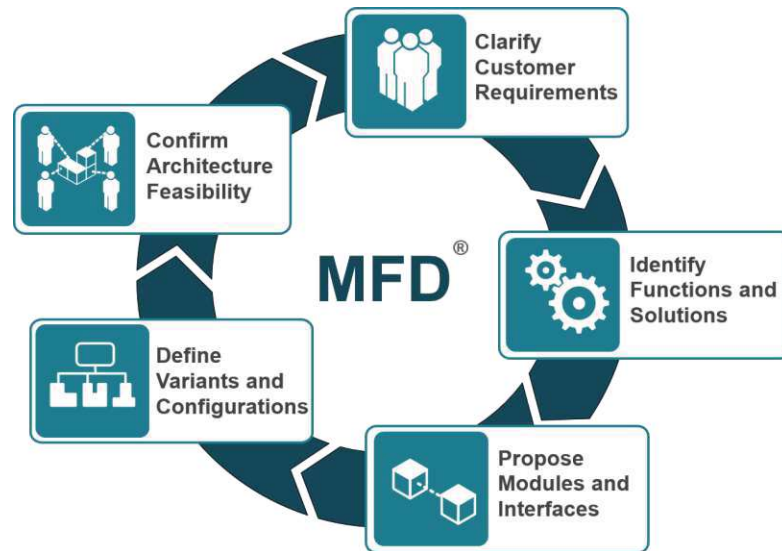 Clarify
Customer
Requirements
Identify
Functions and
Solutions
Propose
Modules and
Interfaces
Define
Variants and
Configurations
Confirm
Architecture
Feasibility
MFD®